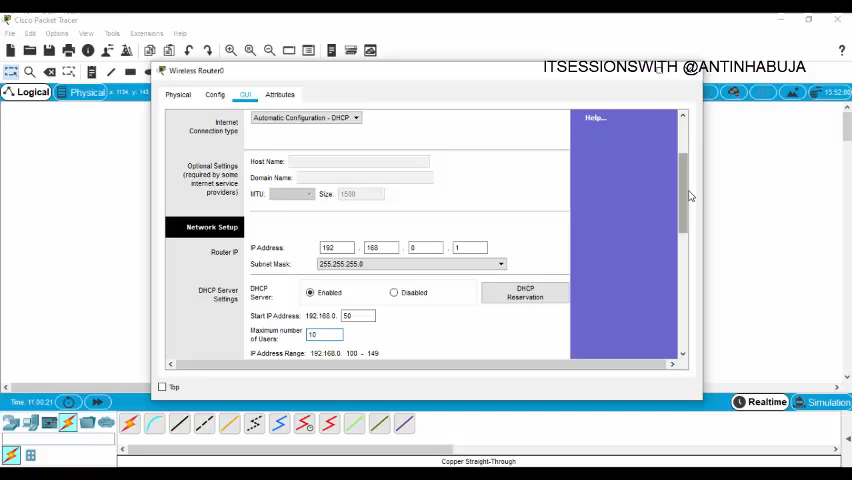 Cisco Packet Tracer
File Edit Options View Tools Extensions Help
ITSESSIONSWITH @ANTINHABUJA
Logical
Physical
x: 1134,
13:52:00
Wireless Router0
Physical Config GUI Attributes
Internet
Connection type
Automatic Configuration - DHCP
Help...
Optional Settings
(required by some
internet service
providers)
Host Name:
Domain Name:
MTU: Size: 1500
Network Setup
Router IP
IP Address: 192 . 168 . 0 . 1
Subnet Mask: 255.255.255.0
DHCP Server
Settings
DHCP
Server:
Enabled
Disabled
DHCP
Reservation
Start IP Address: 192.168.0. 50
Maximum number
of Users:
10
IP Address Range: 192.168.0. 100 - 149
Top
Time: 11:00:21
Realtime
Simulation
Copper Straight-Through